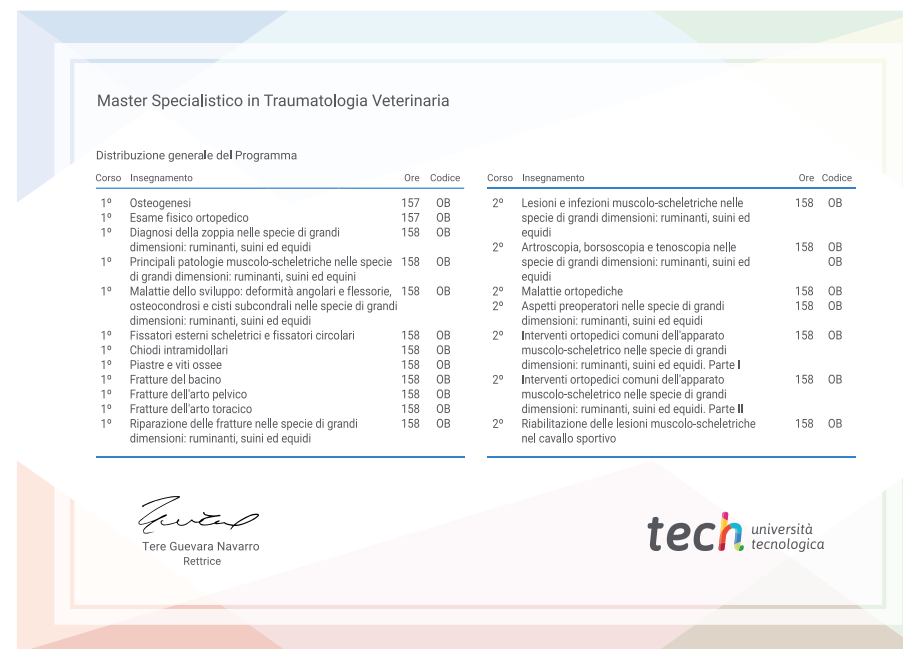 Master Specialistico in Traumatologia Veterinaria
Distribuzione generale del Programma
Corso Insegnamento Ore Codice
1º Osteogenesi 157 OB
1º Esame fisico ortopedico 157 OB
1º Diagnosi della zoppia nelle specie di grandi 158 OB
dimensioni: ruminanti, suini ed equidi
1º Principali patologie muscolo-scheletriche nelle specie 158 OB
di grandi dimensioni: ruminanti, suini ed equini
1º Malattie dello sviluppo: deformità angolari e flessorie, 158 OB
osteocondrosi e cisti subcondrali nelle specie di grandi
dimensioni: ruminanti, suini ed equidi
1º Fissatori esterni scheletrici e fissatori circolari 158 OB
1º Chiodi intramidollari 158 OB
1º Piastre e viti ossee 158 OB
1º Fratture del bacino 158 OB
1º Fratture dell'arto pelvico 158 OB
1º Fratture dell'arto toracico 158 OB
1º Riparazione delle fratture nelle specie di grandi 158 OB
dimensioni: ruminanti, suini ed equidi
Corso Insegnamento Ore Codice
2º Lesioni e infezioni muscolo-scheletriche nelle 158 OB
specie di grandi dimensioni: ruminanti, suini ed
equidi
2º Artroscopia, borsoscopia e tenoscopia nelle 158 OB
specie di grandi dimensioni: ruminanti, suini ed OB
equidi
2º Malattie ortopediche 158 OB
2º Aspetti preoperatori nelle specie di grandi 158 OB
dimensioni: ruminanti, suini ed equidi
2º Interventi ortopedici comuni dell'apparato 158 OB
muscolo-scheletrico nelle specie di grandi
dimensioni: ruminanti, suini ed equidi. Parte I
2º Interventi ortopedici comuni dell'apparato 158 OB
muscolo-scheletrico nelle specie di grandi
dimensioni: ruminanti, suini ed equidi. Parte II
2º Riabilitazione delle lesioni muscolo-scheletriche 158 OB
nel cavallo sportivo
Tere Guevara Navarro
Rettrice
tech università
tecnologica